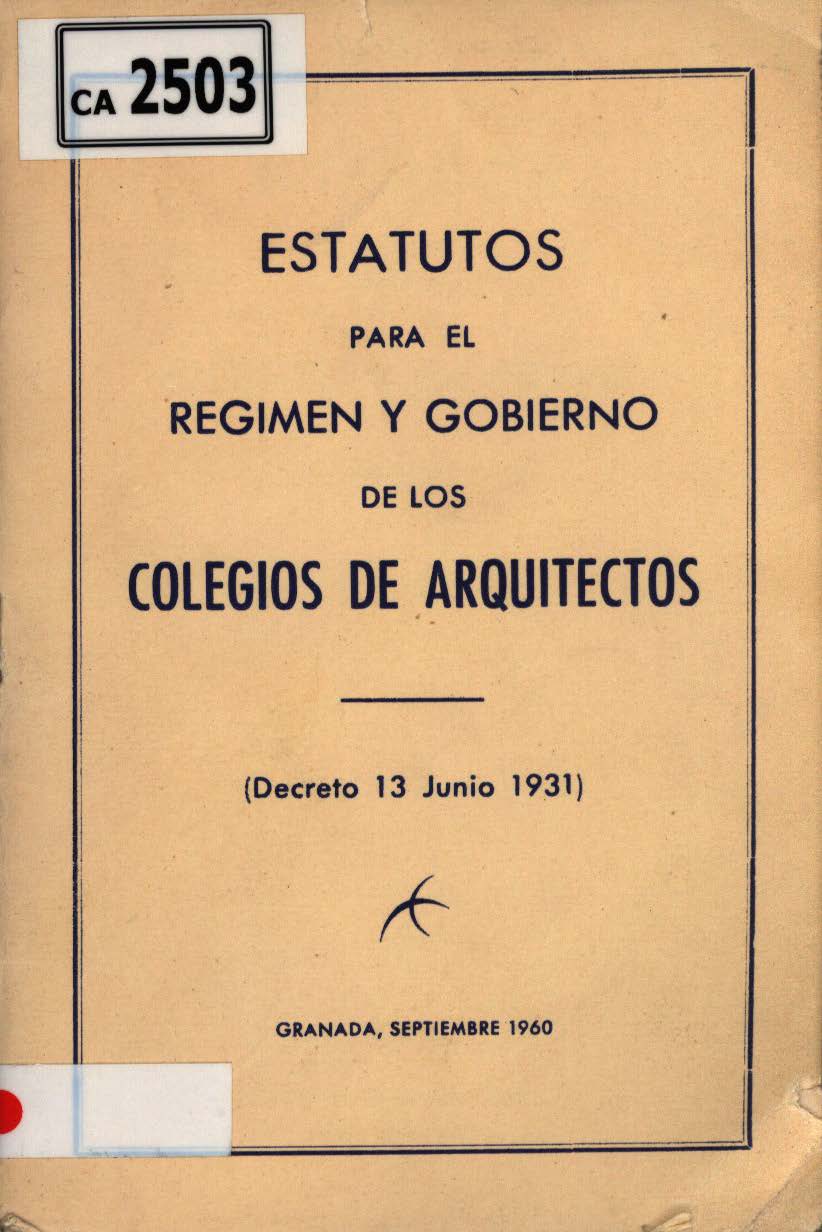 CA 2503
ESTATUTOS
PARA EL
REGIMEN Y GOBIERNO
DE LOS
COLEGIOS DE ARQUITECTOS
(Decreto 13 Junio 1931)
GRANADA, SEPTIEMBRE 1960